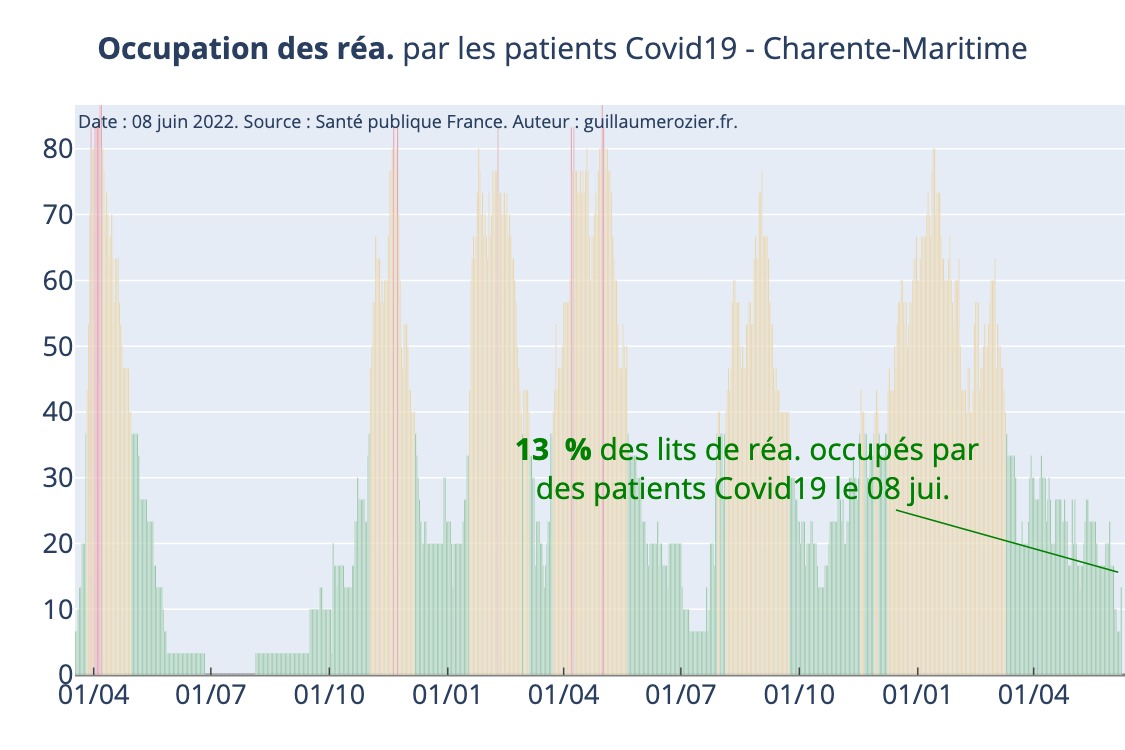 Occupation des réa. par les patients Covid19 - Charente-Maritime
Date : 08 juin 2022. Source : Santé publique France. Auteur : guillaumerozier.fr.
80
70
60
50
40
30
20
10
0
13 % des lits de réa. occupés par
des patients Covid19 le 08 jui.
01/04 01/07 01/10 01/01 01/04 01/07 01/10 01/01 01/04